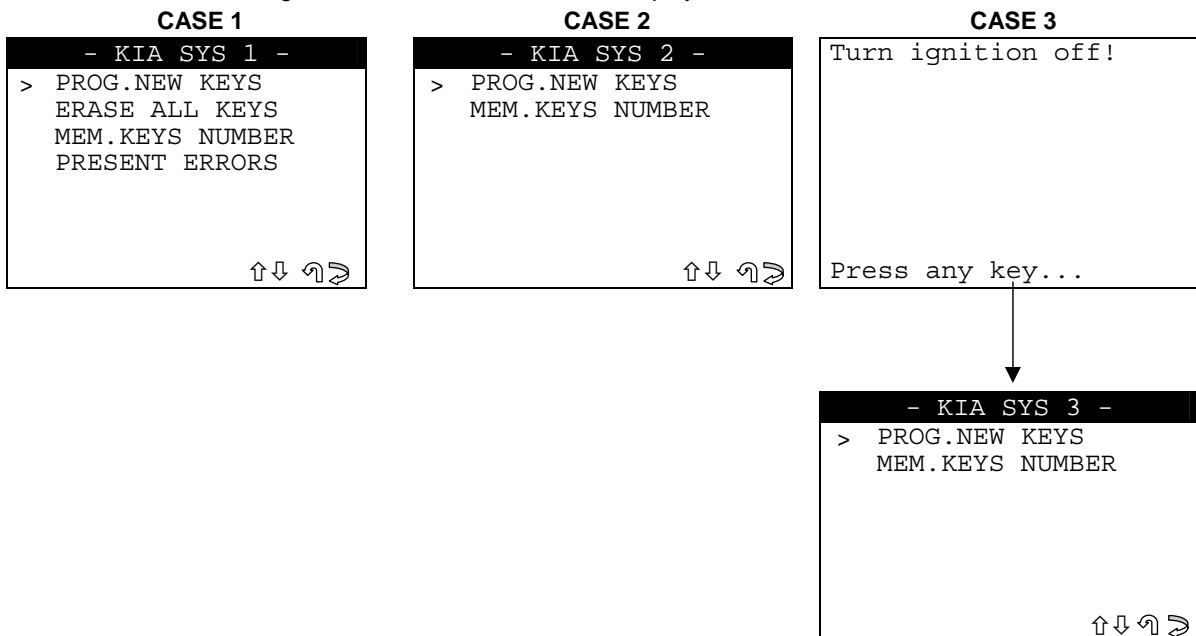 CASE 1
- KIA SYS 1 -
> PROG.NEW KEYS
ERASE ALL KEYS
MEM.KEYS NUMBER
PRESENT ERRORS
CASE 2
- KIA SYS 2 -
> PROG.NEW KEYS
MEM.KEYS NUMBER
CASE 3
Turn ignition off!
Press any key...
- KIA SYS 3 -
> PROG.NEW KEYS
MEM.KEYS NUMBER